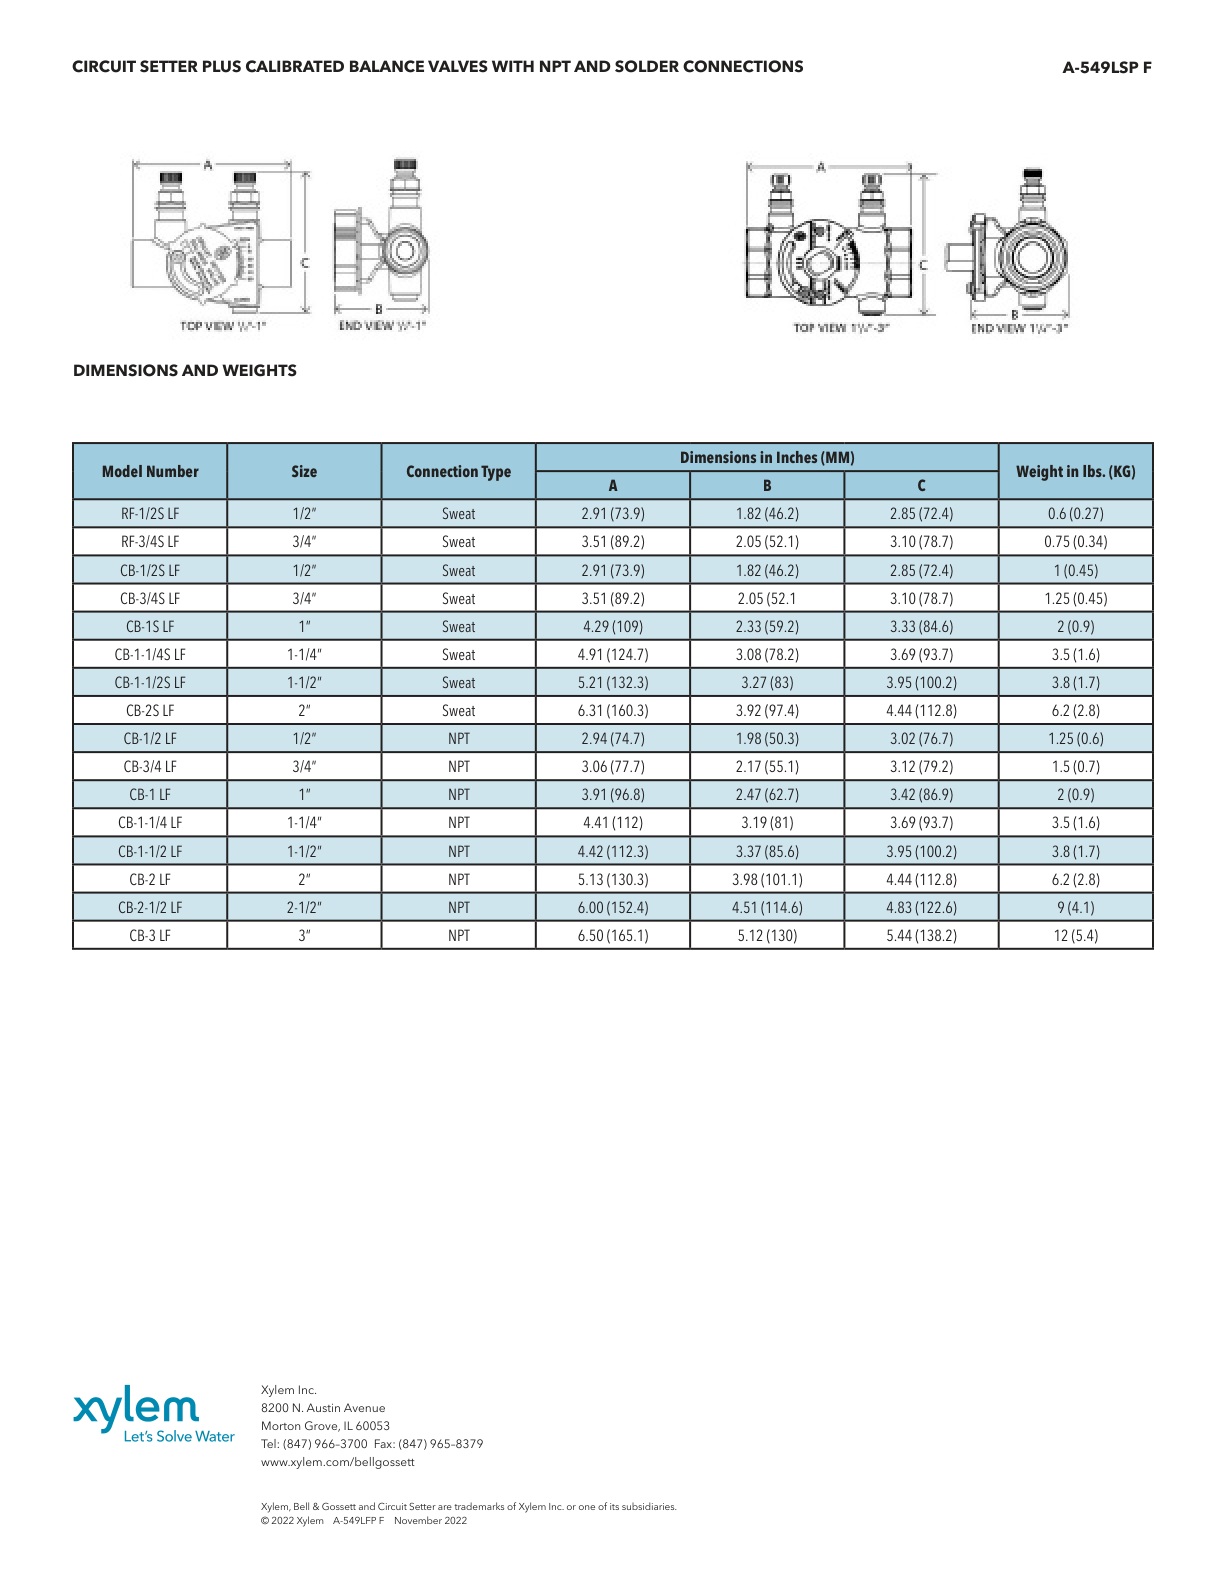 CIRCUIT SETTER PLUS CALIBRATED BALANCE VALVES WITH NPT AND SOLDER CONNECTIONS A-549LSP F
A A
C C
B B
TOP VIEW ½"-1" END VIEW ½"-1" TOP VIEW 1¼"-3" END VIEW 1¼"-3"
DIMENSIONS AND WEIGHTS
Model Number Size Connection Type Dimensions in Inches (MM) Weight in lbs. (KG)
A B C
RF-1/2S LF 1/2" Sweat 2.91 (73.9) 1.82 (46.2) 2.85 (72.4) 0.6 (0.27)
RF-3/4S LF 3/4" Sweat 3.51 (89.2) 2.05 (52.1) 3.10 (78.7) 0.75 (0.34)
CB-1/2S LF 1/2" Sweat 2.91 (73.9) 1.82 (46.2) 2.85 (72.4) 1 (0.45)
CB-3/4S LF 3/4" Sweat 3.51 (89.2) 2.05 (52.1 3.10 (78.7) 1.25 (0.45)
CB-1S LF 1" Sweat 4.29 (109) 2.33 (59.2) 3.33 (84.6) 2 (0.9)
CB-1-1/4S LF 1-1/4" Sweat 4.91 (124.7) 3.08 (78.2) 3.69 (93.7) 3.5 (1.6)
CB-1-1/2S LF 1-1/2" Sweat 5.21 (132.3) 3.27 (83) 3.95 (100.2) 3.8 (1.7)
CB-2S LF 2" Sweat 6.31 (160.3) 3.92 (97.4) 4.44 (112.8) 6.2 (2.8)
CB-1/2 LF 1/2" NPT 2.94 (74.7) 1.98 (50.3) 3.02 (76.7) 1.25 (0.6)
CB-3/4 LF 3/4" NPT 3.06 (77.7) 2.17 (55.1) 3.12 (79.2) 1.5 (0.7)
CB-1 LF 1" NPT 3.91 (96.8) 2.47 (62.7) 3.42 (86.9) 2 (0.9)
CB-1-1/4 LF 1-1/4" NPT 4.41 (112) 3.19 (81) 3.69 (93.7) 3.5 (1.6)
CB-1-1/2 LF 1-1/2" NPT 4.42 (112.3) 3.37 (85.6) 3.95 (100.2) 3.8 (1.7)
CB-2 LF 2" NPT 5.13 (130.3) 3.98 (101.1) 4.44 (112.8) 6.2 (2.8)
CB-2-1/2 LF 2-1/2" NPT 6.00 (152.4) 4.51 (114.6) 4.83 (122.6) 9 (4.1)
CB-3 LF 3" NPT 6.50 (165.1) 5.12 (130) 5.44 (138.2) 12 (5.4)
xylem
Let's Solve Water
Xylem Inc.
8200 N. Austin Avenue
Morton Grove, IL 60053
Tel: (847) 966–3700 Fax: (847) 965–8379
www.xylem.com/bellgossett
Xylem, Bell & Gossett and Circuit Setter are trademarks of Xylem Inc. or one of its subsidiaries.
© 2022 Xylem A-549LFP F November 2022